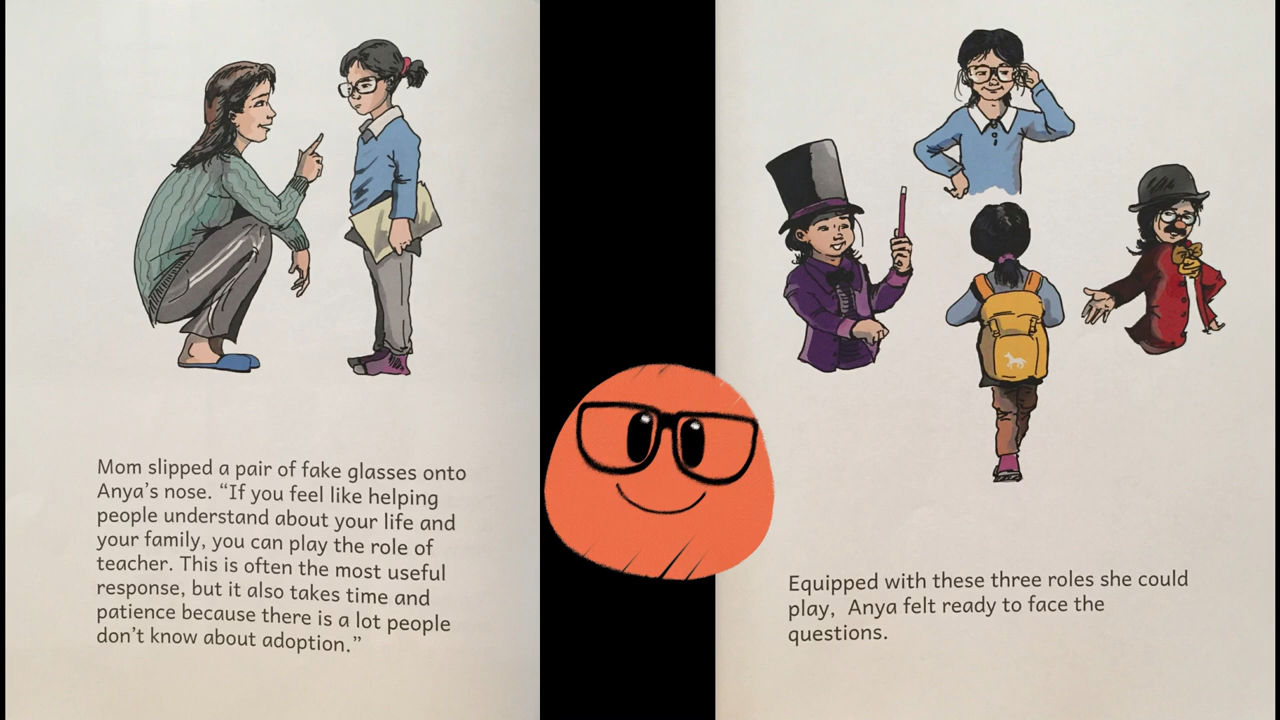 Mom slipped a pair of fake glasses onto
Anya's nose. “If you feel like helping
people understand about your life and
your family, you can play the role of
teacher. This is often the most useful
response, but it also takes time and
patience because there is a lot people
don't know about adoption.”
Equipped with these three roles she could
play,  Anya felt ready to face the
questions.